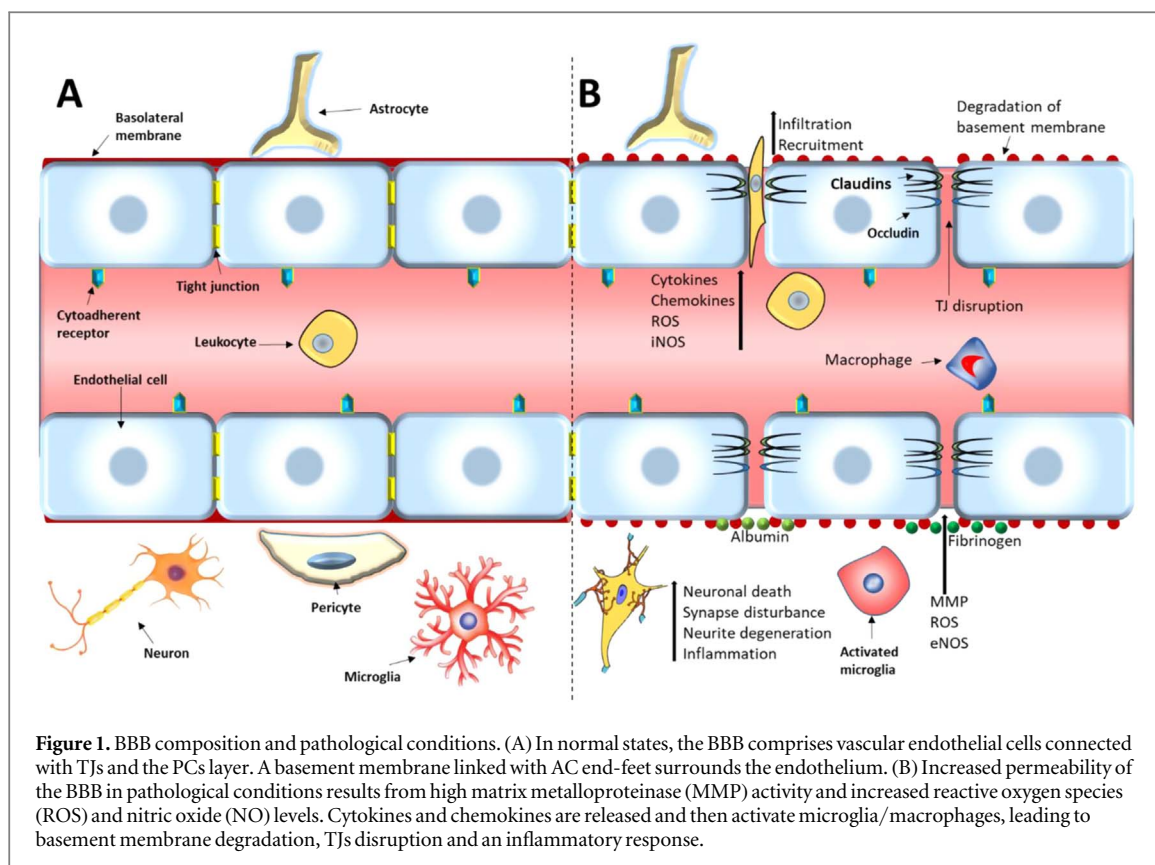 A
Basolateral
membrane
Astrocyte
Tight junction
Cytoadherent
receptor
Leukocyte
Endothelial cell
Neuron
Pericyte
Microglia
B
Infiltration
Recruitment
Degradation of
basement membrane
Claudins
Occludin
Cytokines
Chemokines
ROS
iNOS
TJ disruption
Macrophage
Albumin
Fibrinogen
Neuronal death
Synapse disturbance
Neurite degeneration
Inflammation
Activated
microglia
MMP
ROS
eNOS
Figure 1. BBB composition and pathological conditions. (A) In normal states, the BBB comprises vascular endothelial cells connected
with TJs and the PCs layer. A basement membrane linked with AC end-feet surrounds the endothelium. (B) Increased permeability of
the BBB in pathological conditions results from high matrix metalloproteinase (MMP) activity and increased reactive oxygen species
(ROS) and nitric oxide (NO) levels. Cytokines and chemokines are released and then activate microglia/macrophages, leading to
basement membrane degradation, TJs disruption and an inflammatory response.